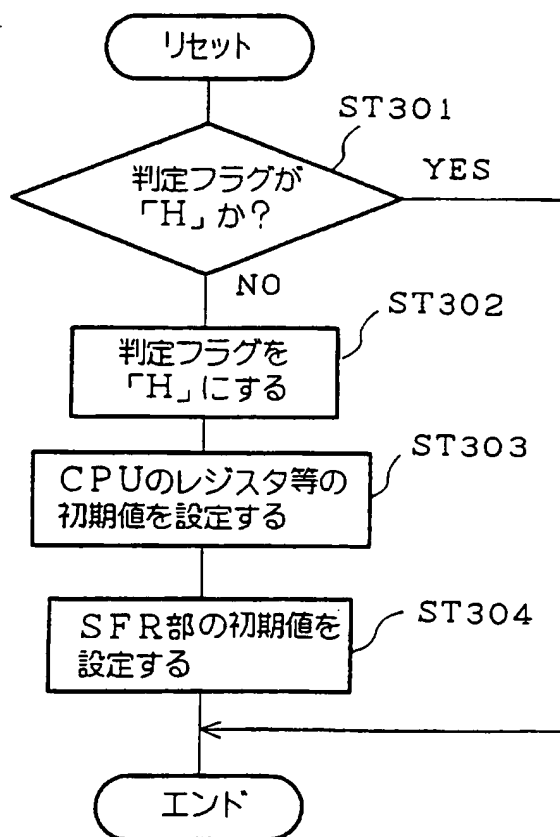 リセット
ST301
判定フラグが
「H」か?
YES
NO
ST302
判定フラグを
「H」にする
ST303
CPUのレジスタ等の
初期値を設定する
ST304
SFR部の初期値を
設定する
エンド